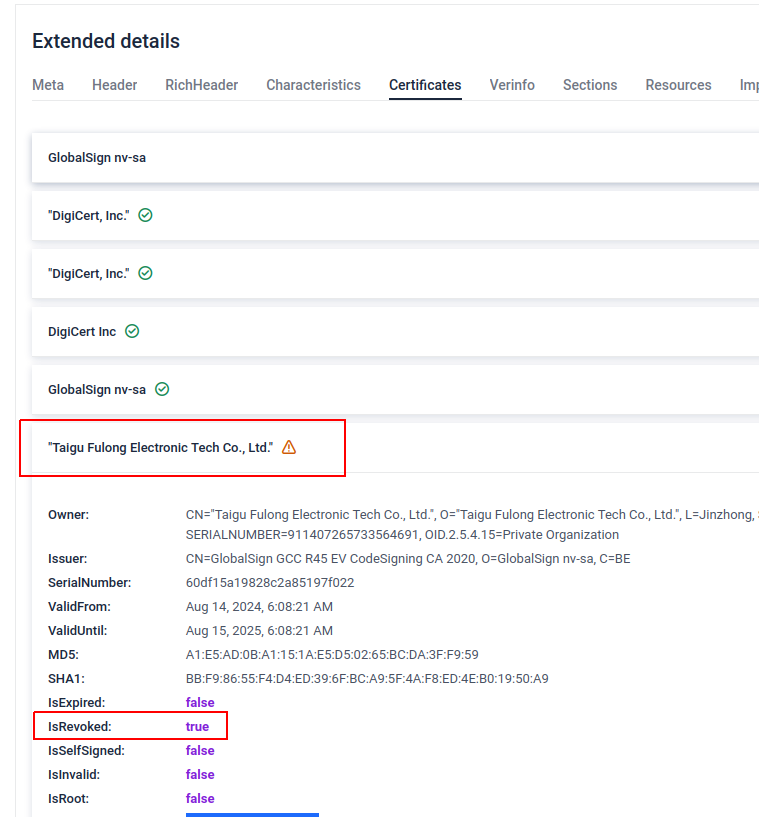 Extended details
Meta Header RichHeader Characteristics Certificates Verinfo Sections Resources
GlobalSign nv-sa
"DigiCert, Inc."
"DigiCert, Inc."
DigiCert Inc
GlobalSign nv-sa
"Taigu Fulong Electronic Tech Co., Ltd."
Owner: CN="Taigu Fulong Electronic Tech Co., Ltd.", O="Taigu Fulong Electronic Tech Co., Ltd.", L=Jinzhong,
SERIALNUMBER=911407265733564691, OID.2.5.4.15=Private Organization
Issuer: CN=GlobalSign GCC R45 EV CodeSigning CA 2020, O=GlobalSign nv-sa, C=BE
SerialNumber: 60df15a19828c2a85197f022
ValidFrom: Aug 14, 2024, 6:08:21 AM
ValidUntil: Aug 15, 2025, 6:08:21 AM
MD5: A1:E5:AD:0B:A1:15:1A:E5:D5:02:65:BC:DA:3F:F9:59
SHA1: BB:F9:86:55:F4:D4:ED:39:6F:BC:A9:5F:4A:F8:ED:4E:B0:19:50:A9
IsExpired: false
IsRevoked: true
IsSelfSigned: false
IsInvalid: false
IsRoot: false